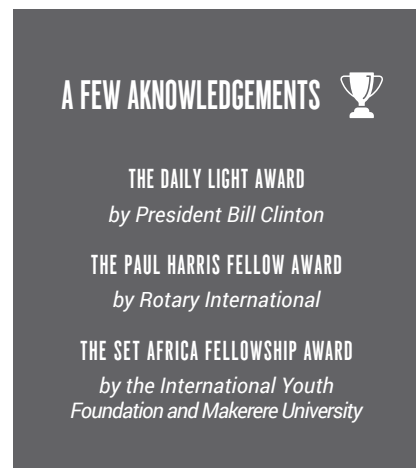 A FEW AKNOWLEDGEMENTS
THE DAILY LIGHT AWARD
by President Bill Clinton
THE PAUL HARRIS FELLOW AWARD
by Rotary International
THE SET AFRICA FELLOWSHIP AWARD
by the International Youth
Foundation and Makerere University